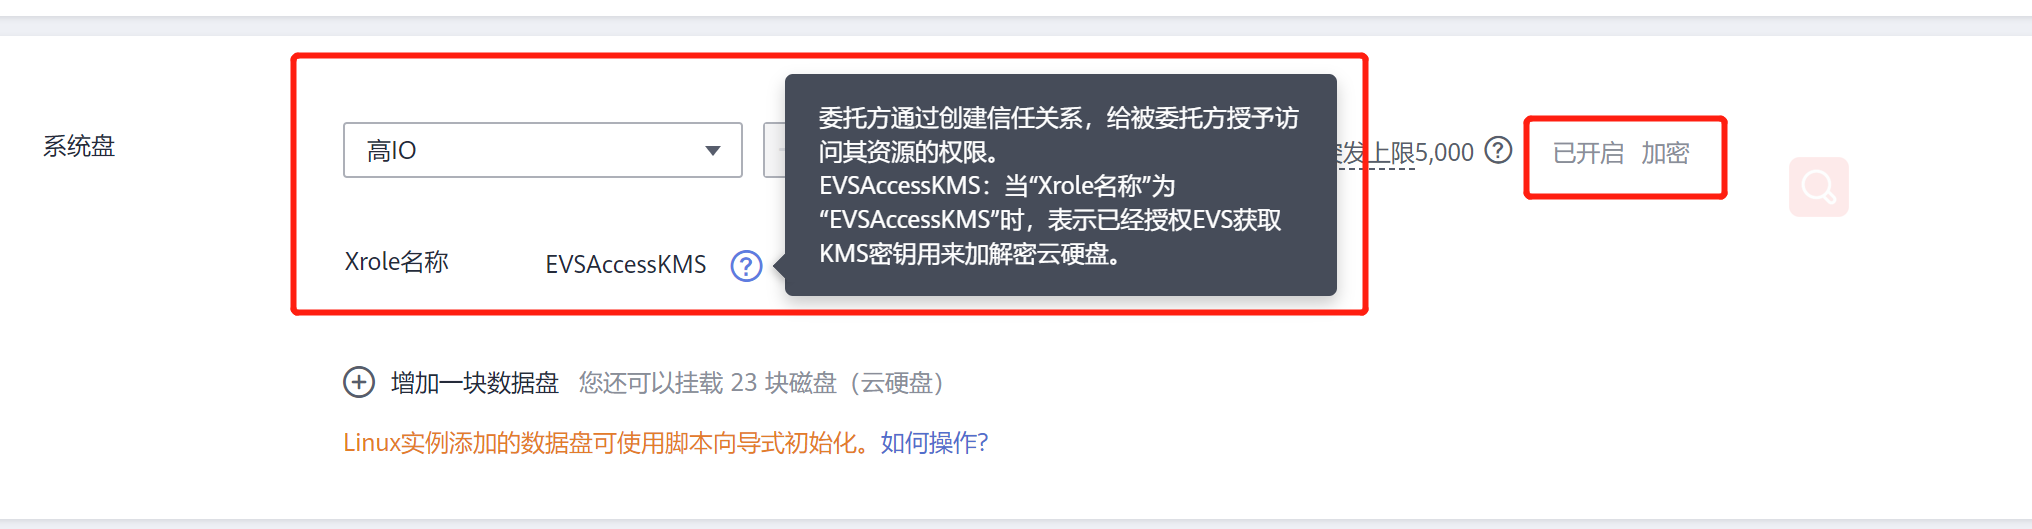 系统盘
高IO
委托方通过创建信任关系，给被委托方授予访
问其资源的权限。
EVSAccessKMS：当“Xrole名称”为
“EVSAccessKMS”时，表示已经授权EVS获取
KMS密钥用来加解密云硬盘。
发上限5,000
已开启 加密
Xrole名称 EVSAccessKMS
增加一块数据盘 您还可以挂载 23 块磁盘（云硬盘）
Linux实例添加的数据盘可使用脚本向导式初始化。如何操作?